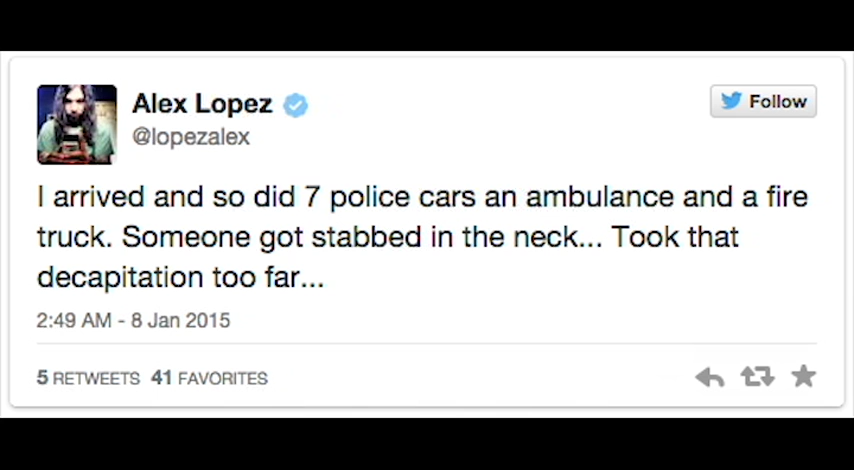 Alex Lopez
Follow
@lopezalex
I arrived and so did 7 police cars an ambulance and a fire
truck. Someone got stabbed in the neck... Took that
decapitation too far...
2:49 AM - 8 Jan 2015
5 RETWEETS 41 FAVORITES